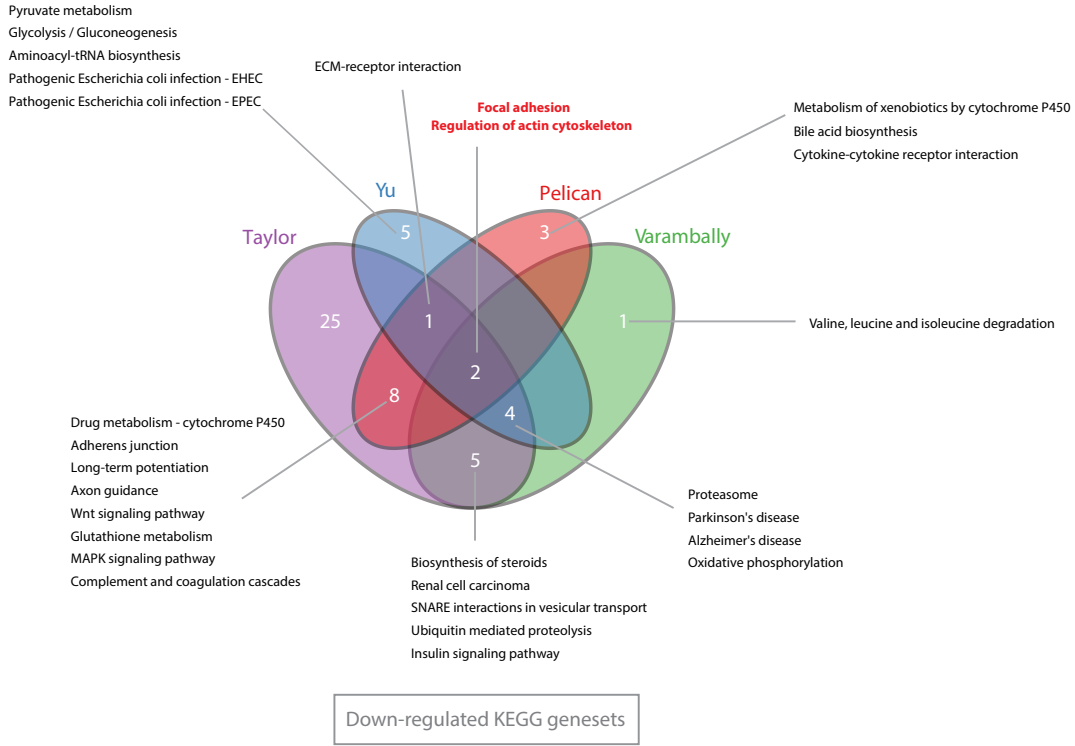 Pyruvate metabolism
Glycolysis / Gluconeogenesis
Aminoacyl-tRNA biosynthesis
Pathogenic Escherichia coli infection - EHEC
Pathogenic Escherichia coli infection - EPEC
ECM-receptor interaction
Focal adhesion
Regulation of actin cytoskeleton
Metabolism of xenobiotics by cytochrome P450
Bile acid biosynthesis
Cytokine-cytokine receptor interaction
Yu
Pelican
Taylor
Varambally
5
3
25
1
1
Valine, leucine and isoleucine degradation
2
8
4
5
Drug metabolism - cytochrome P450
Adherens junction
Long-term potentiation
Axon guidance
Wnt signaling pathway
Glutathione metabolism
MAPK signaling pathway
Complement and coagulation cascades
Proteasome
Parkinson's disease
Alzheimer's disease
Oxidative phosphorylation
Biosynthesis of steroids
Renal cell carcinoma
SNARE interactions in vesicular transport
Ubiquitin mediated proteolysis
Insulin signaling pathway
Down-regulated KEGG genesets